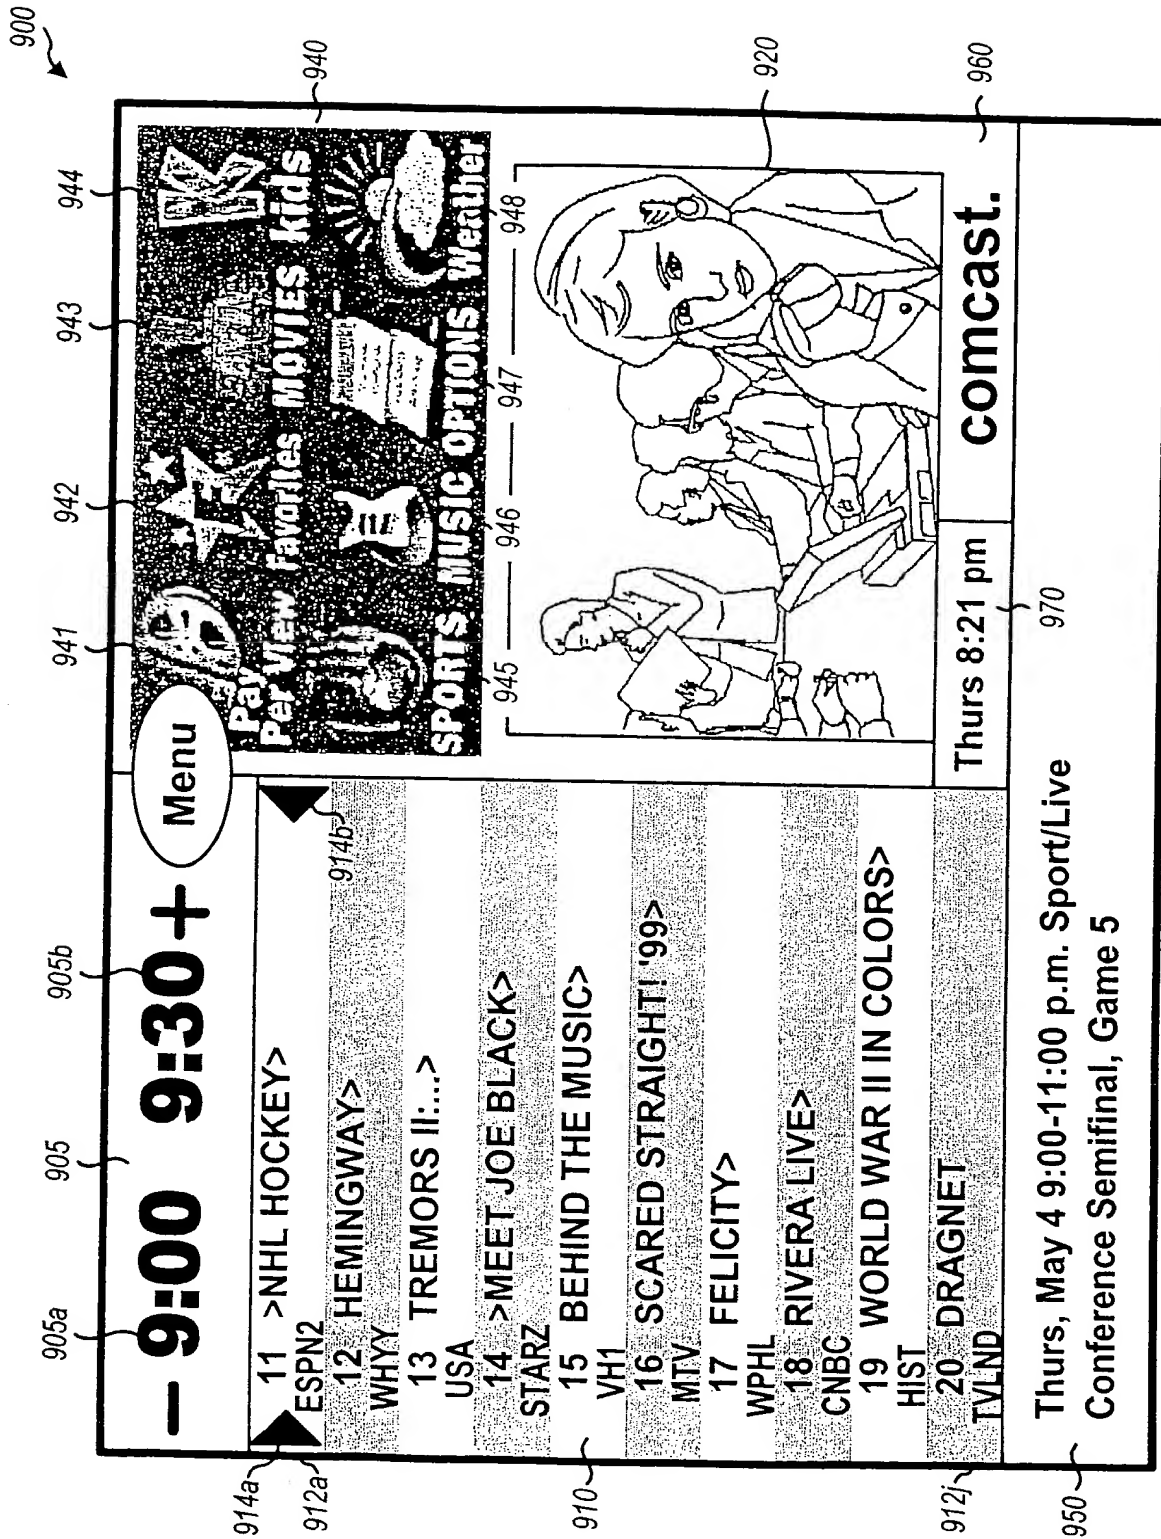 900
905a
905
905b
941
942
943
944
940
– 9:00 9:30 +
Menu
Pay
Per View Favorites MOVIES Kids
SPORTS MUSIC OPTIONS Weather
945
946
947
948
914a
912a
914b
11 >NHL HOCKEY>
ESPN2
12 HEMINGWAY>
WHYY
13 TREMORS II:...>
USA
14 >MEET JOE BLACK>
STARZ
15 BEHIND THE MUSIC>
VH1
16 SCARED STRAIGHT! '99>
MTV
17 FELICITY>
WPHL
18 RIVERA LIVE>
CNBC
19 WORLD WAR II IN COLORS>
HIST
20 DRAGNET
TVLND
910
912j
920
Thurs 8:21 pm
comcast.
960
970
Thurs, May 4 9:00-11:00 p.m. Sport/Live
Conference Semifinal, Game 5
950